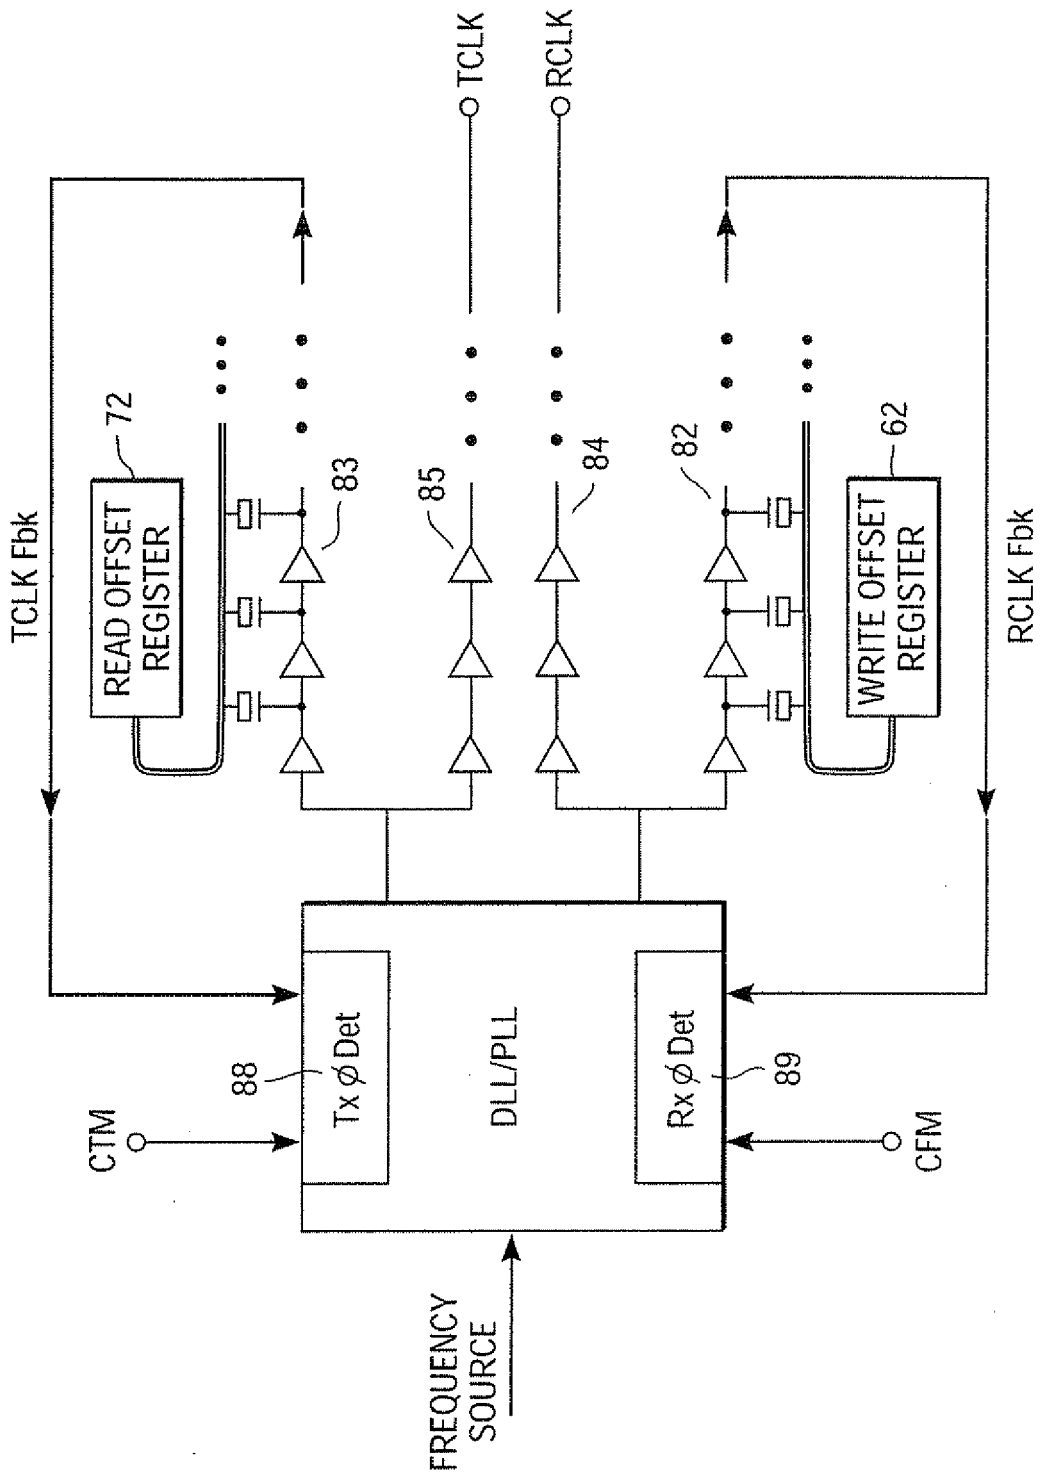 TCLK Fbk
READ OFFSET
REGISTER
72
83
85
TCLK
RCLK
84
82
WRITE OFFSET
REGISTER
62
RCLK Fbk
CTM
88
Tx ϕ Det
DLL/PLL
Rx ϕ Det
89
CFM
FREQUENCY
SOURCE